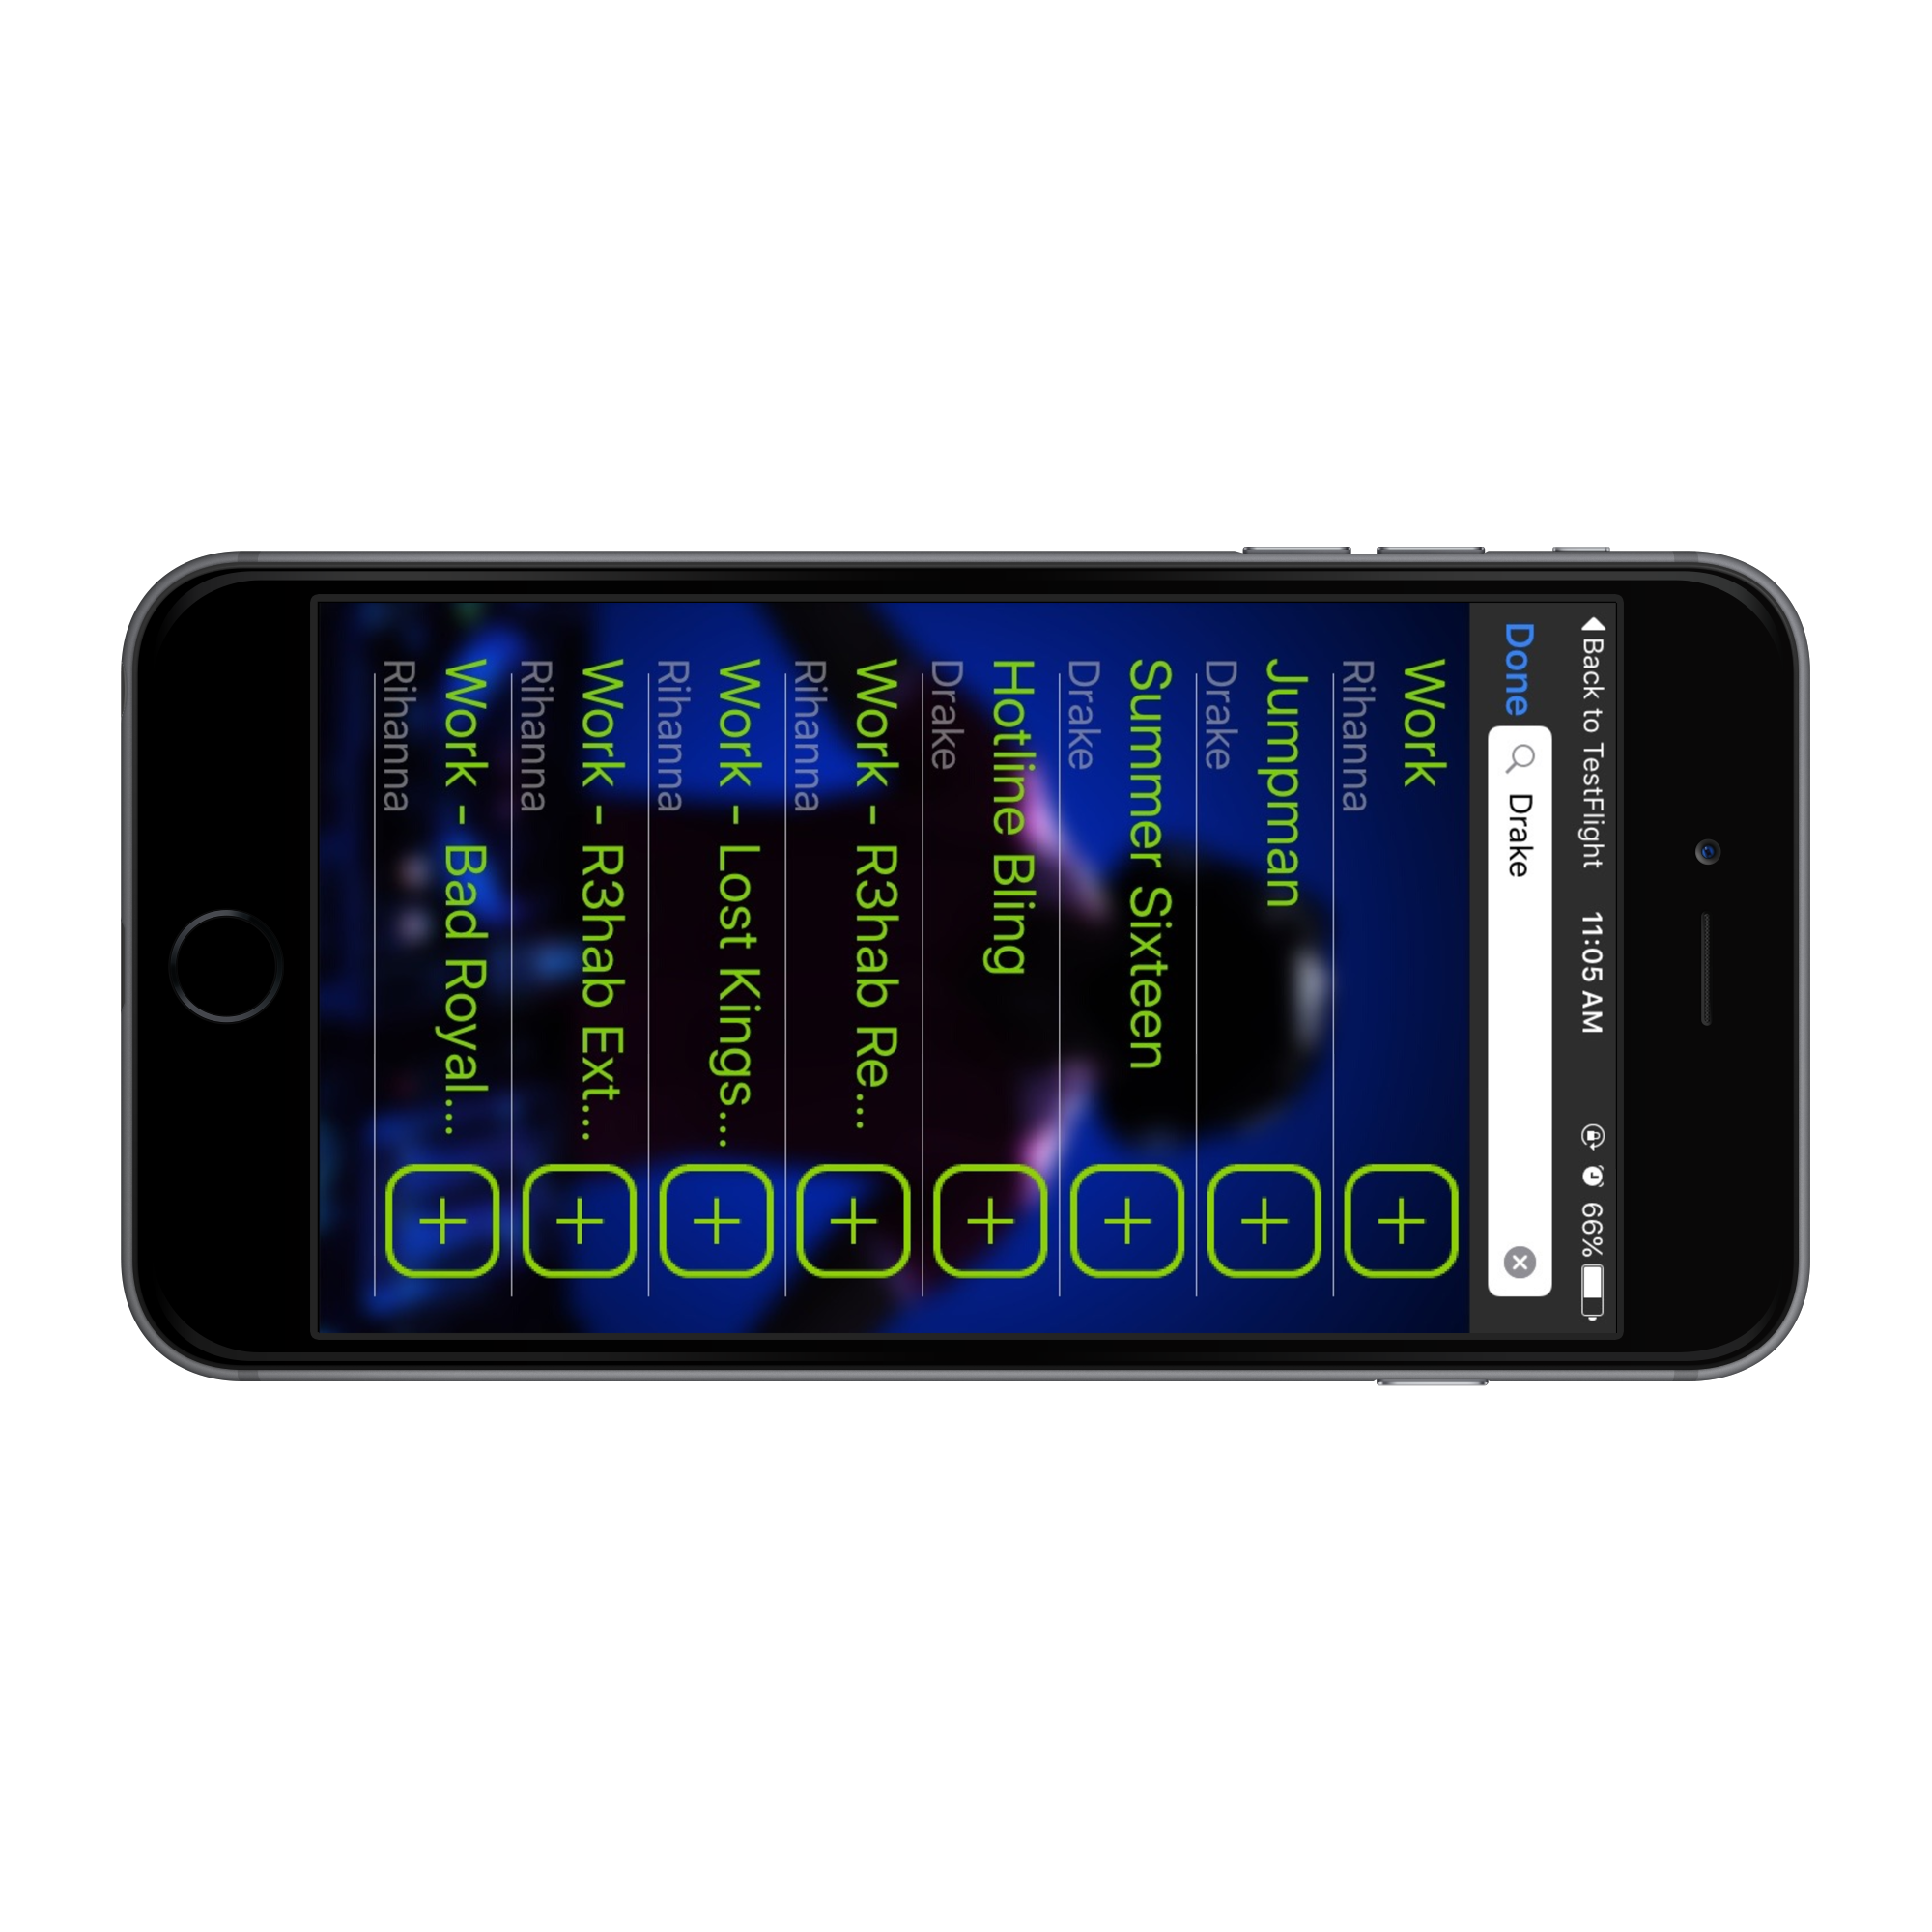 Back to TestFlight 11:05 AM 66%
Done Drake
Work
Rihanna
Jumpman
Drake
Summer Sixteen
Drake
Hotline Bling
Drake
Work - R3hab Re...
Rihanna
Work - Lost Kings...
Rihanna
Work - R3hab Ext...
Rihanna
Work - Bad Royal...
Rihanna